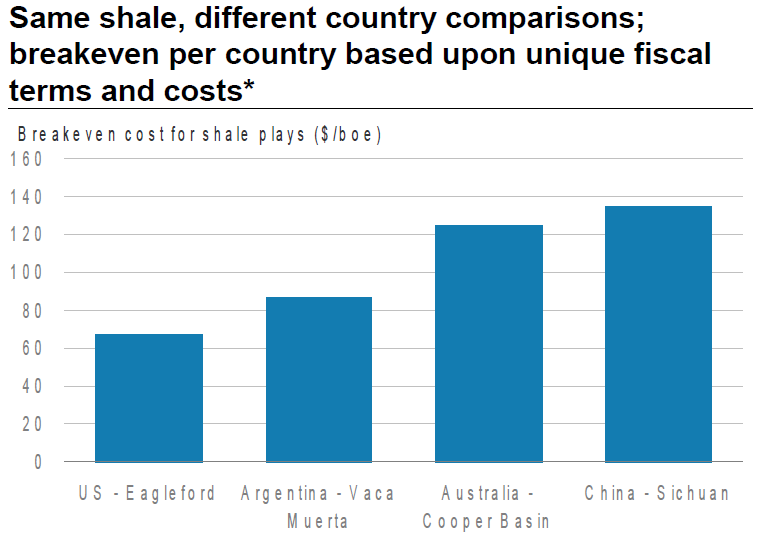 Same shale, different country comparisons;
breakeven per country based upon unique fiscal
terms and costs*
Breakeven cost for shale plays ($/boe)
160
140
120
100
80
60
40
20
0
US - Eagleford
Argentina - Vaca
Muerta
Australia -
Cooper Basin
China - Sichuan